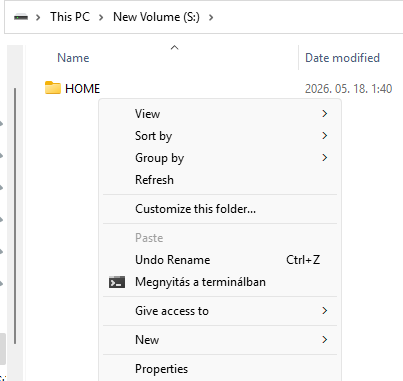 This PC > New Volume (S:) >
Name Date modified
HOME 2026. 05. 18. 1:40
View
Sort by
Group by
Refresh
Customize this folder...
Paste
Undo Rename Ctrl+Z
Megnyitás a terminálban
Give access to
New
Properties